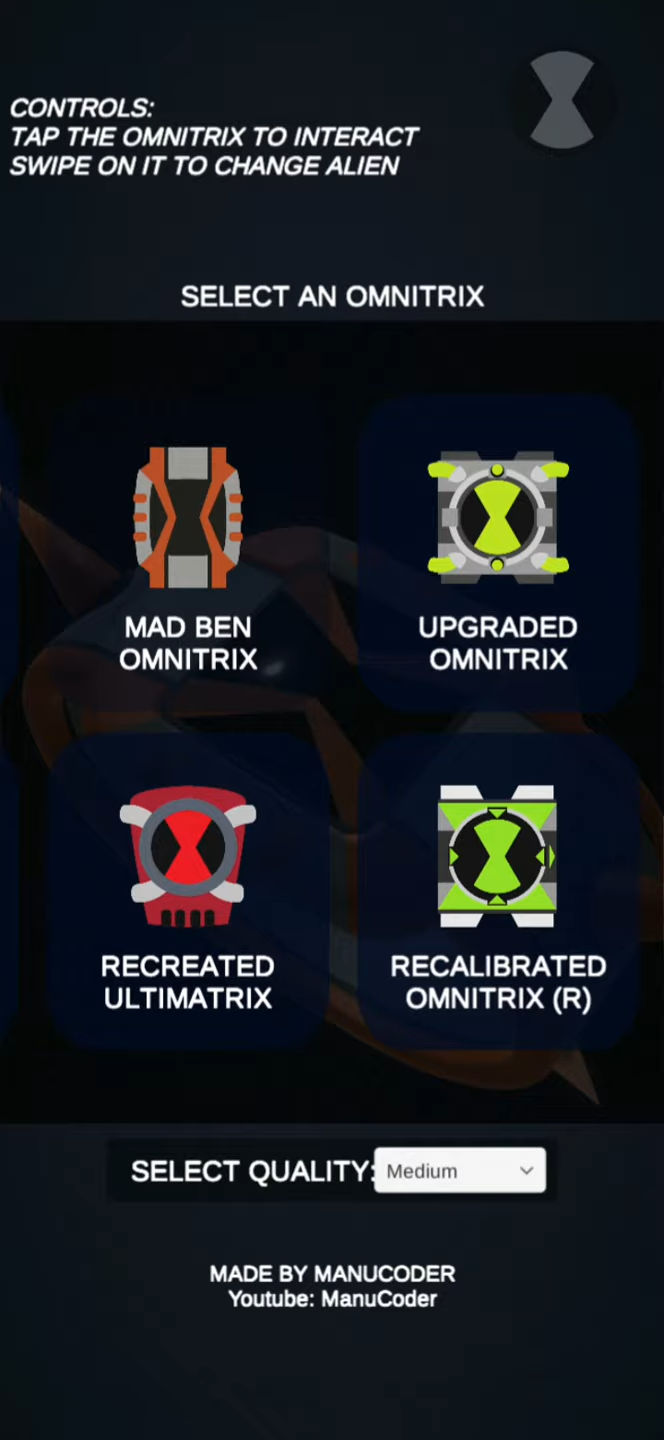 CONTROLS:
TAP THE OMNITRIX TO INTERACT
SWIPE ON IT TO CHANGE ALIEN
SELECT AN OMNITRIX
MAD BEN
OMNITRIX
UPGRADED
OMNITRIX
RECREATED
ULTIMATRIX
RECALIBRATED
OMNITRIX (R)
SELECT QUALITY: Medium
MADE BY MANUCODER
Youtube: ManuCoder